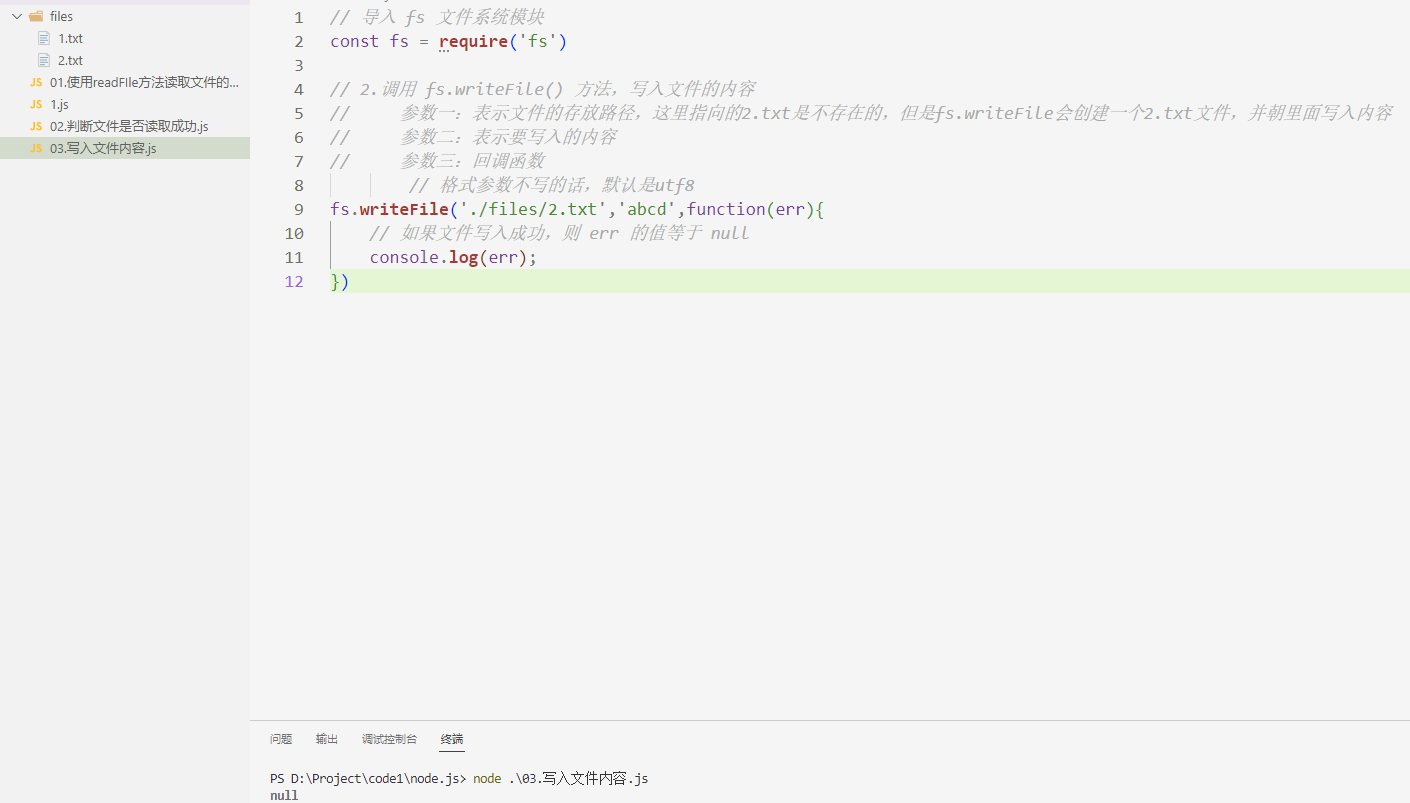 files
1.txt
2.txt
JS 01.使用readFIle方法读取文件的...
JS 1.js
JS 02.判断文件是否读取成功.js
JS 03.写入文件内容.js
1 // 导入 fs 文件系统模块
2 const fs = require('fs')
3
4 // 2.调用 fs.writeFile() 方法，写入文件的内容
5 // 参数一：表示文件的存放路径，这里指向的2.txt是不存在的，但是fs.writeFile会创建一个2.txt文件，并朝里面写入内容
6 // 参数二：表示要写入的内容
7 // 参数三：回调函数
8 // 格式参数不写的话，默认是utf8
9 fs.writeFile('./files/2.txt','abcd',function(err){
10 // 如果文件写入成功，则 err 的值等于 null
11 console.log(err);
12 })
问题 输出 调试控制台 终端
PS D:\Project\code1\node.js> node .\03.写入文件内容.js
null